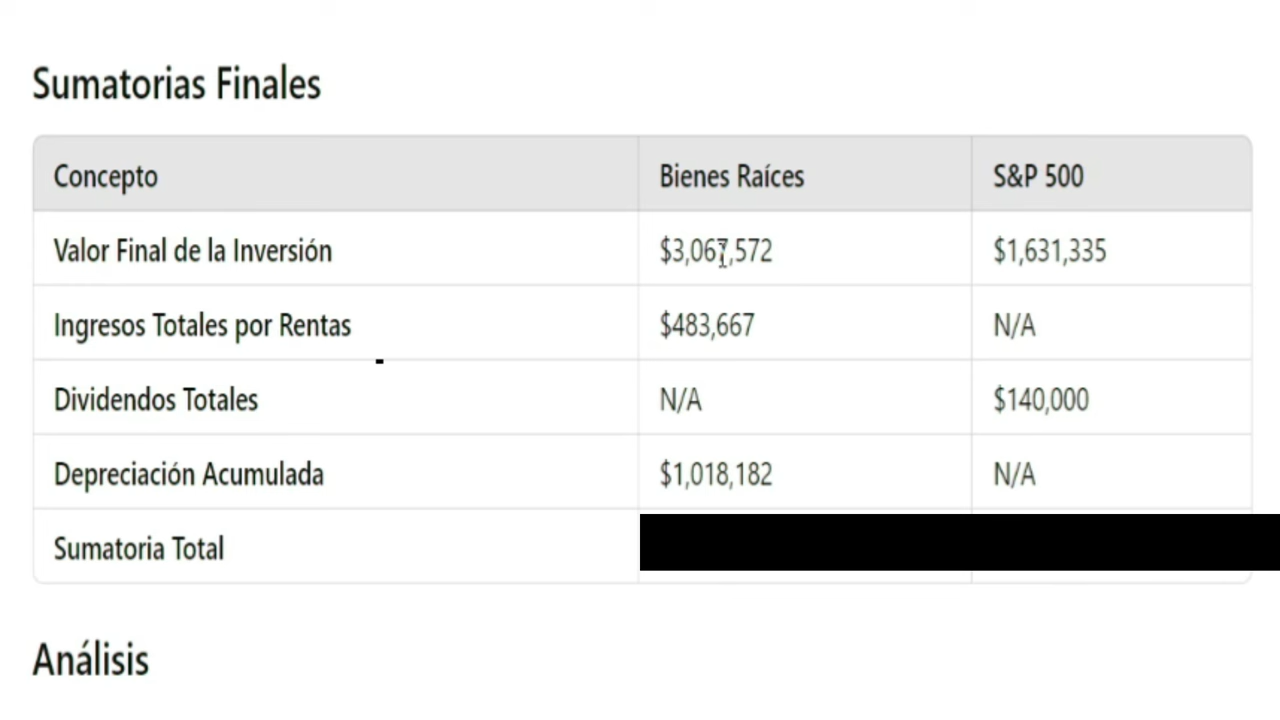 Sumatorias Finales
Concepto Bienes Raíces S&P 500
Valor Final de la Inversión $3,067,572 $1,631,335
Ingresos Totales por Rentas $483,667 N/A
Dividendos Totales N/A $140,000
Depreciación Acumulada $1,018,182 N/A
Sumatoria Total
Análisis